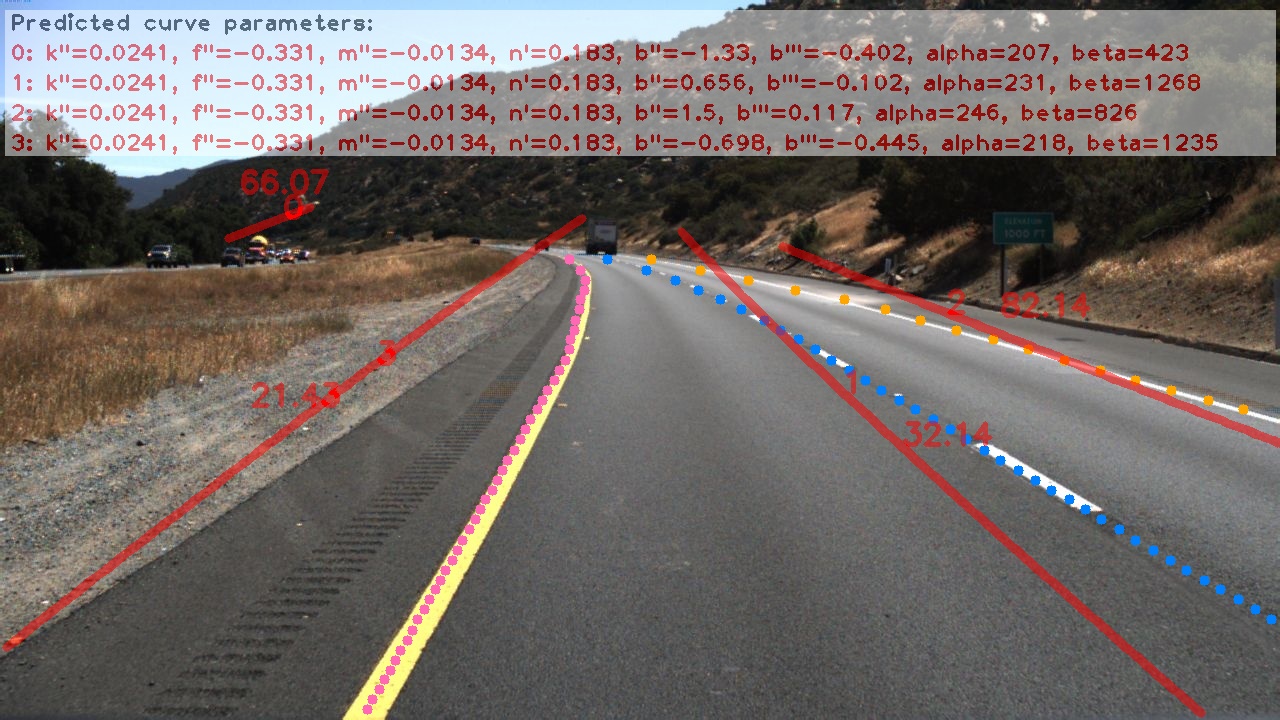 Predicted curve parameters:
0: k''=0.0241, f''=-0.331, m''=-0.0134, n'=0.183, b''=-1.33, b'''=-0.402, alpha=207, beta=423
1: k''=0.0241, f''=-0.331, m''=-0.0134, n'=0.183, b''=0.656, b'''=-0.102, alpha=231, beta=1268
2: k''=0.0241, f''=-0.331, m''=-0.0134, n'=0.183, b''=1.5, b'''=0.117, alpha=246, beta=826
3: k''=0.0241, f''=-0.331, m''=-0.0134, n'=0.183, b''=-0.698, b'''=-0.445, alpha=218, beta=1235
66.07
0
ELEVATION
1000 FT
2 82.14
3
1
21.43
32.14